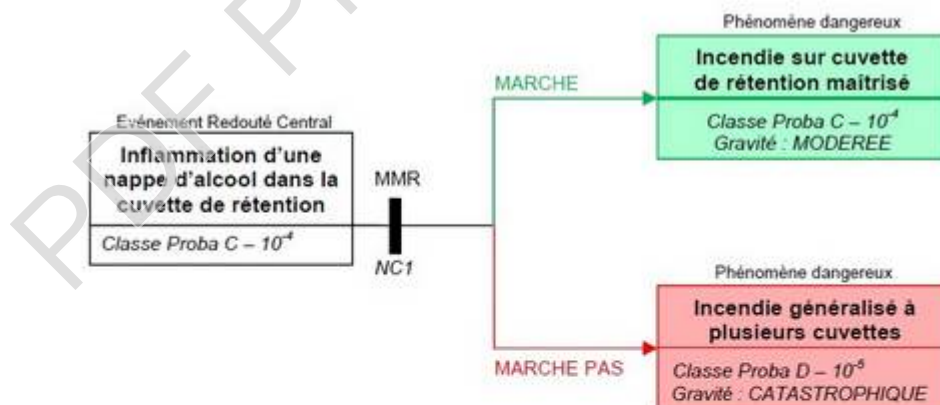 PDF P
Phénomène dangereux
Incendie sur cuvette
de rétention maîtrisé
Classe Proba C – 10⁻⁴
Gravité : MODEREE
MARCHE
Evénement Redouté Central
Inflammation d'une
nappe d'alcool dans la
cuvette de rétention
Classe Proba C – 10⁻⁴
MMR
NC1
Phénomène dangereux
Incendie généralisé à
plusieurs cuvettes
Classe Proba D – 10⁻⁵
Gravité : CATASTROPHIQUE
MARCHE PAS